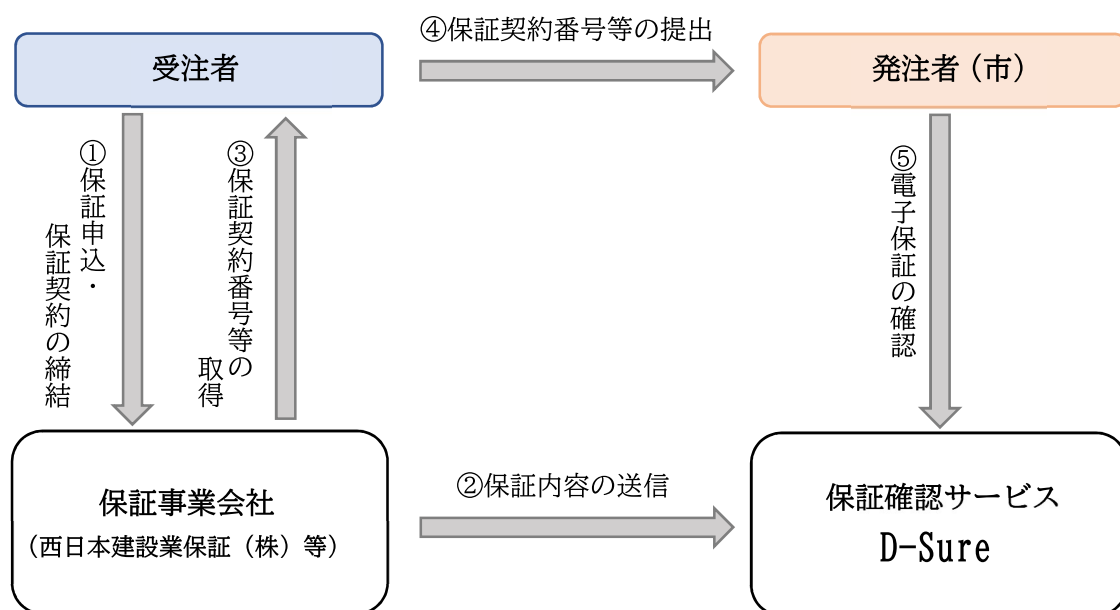 ④保証契約番号等の提出
受注者
発注者（市）
①保証申込・
保証契約の締結
③保証契約番号等の
取得
⑤電子保証の確認
②保証内容の送信
保証事業会社
（西日本建設業保証（株）等）
保証確認サービス
D-Sure